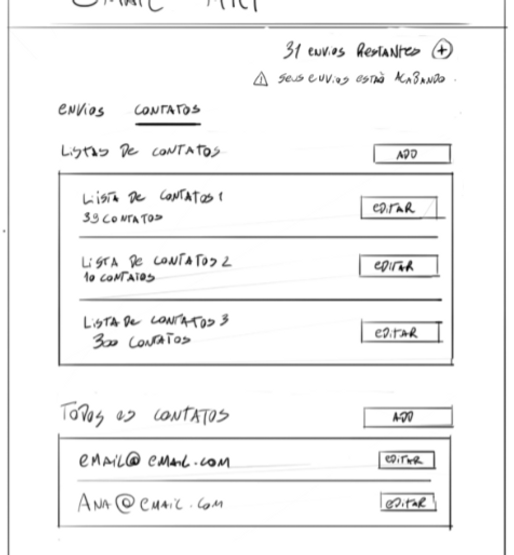 EMAIL
31 ENVIOS RESTANTES +
SEUS ENVIOS ESTÃO ACABANDO.
ENVIOS CONTATOS
LISTAS DE CONTATOS ADD
LISTA DE CONTATOS 1
33 CONTATOS
EDITAR
LISTA DE CONTATOS 2
10 CONTATOS
EDITAR
LISTA DE CONTATOS 3
300 CONTATOS
EDITAR
TODOS OS CONTATOS ADD
EMAIL@EMAIL.COM EDITAR
ANA@EMAIL.COM EDITAR